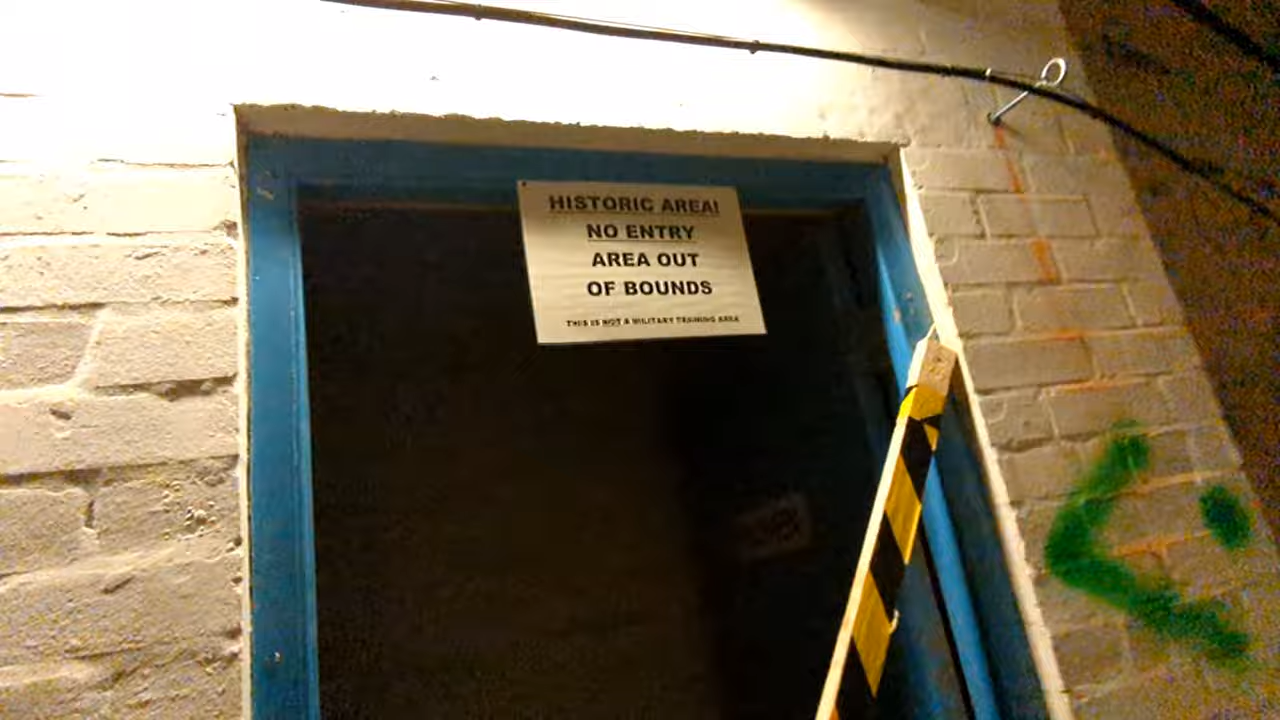 HISTORIC AREA!
NO ENTRY
AREA OUT
OF BOUNDS
THIS IS NOT A MILITARY TRAINING AREA